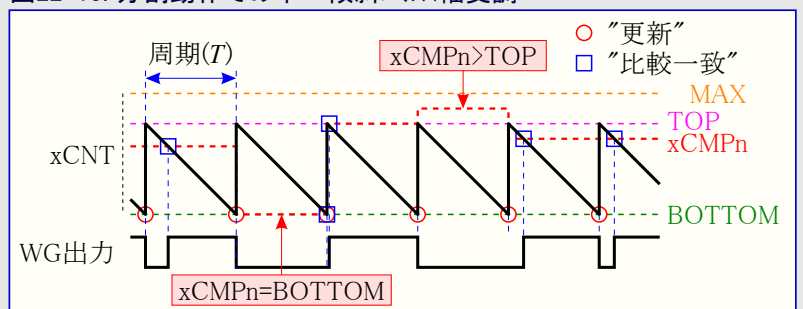 周期(T)
xCMPn>TOP
"更新"
"比較一致"
MAX
TOP
xCMPn
xCNT
BOTTOM
WG出力
xCMPn=BOTTOM